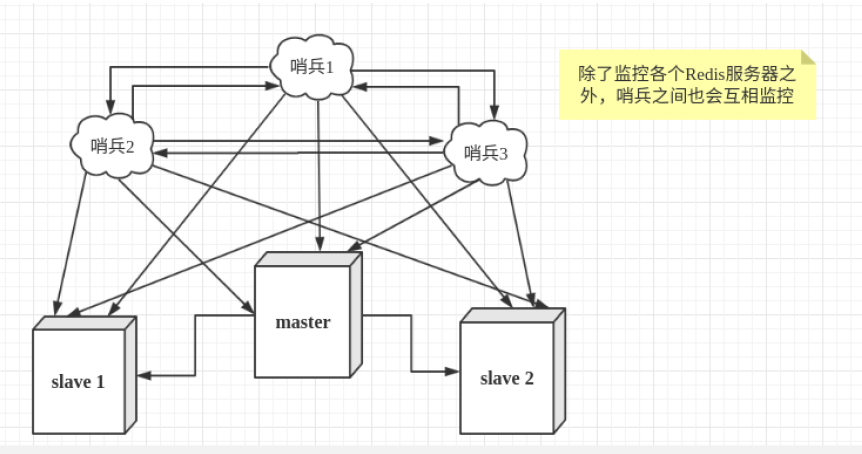 哨兵1
除了监控各个Redis服务器之
外，哨兵之间也会互相监控
哨兵2
哨兵3
master
slave 1
slave 2